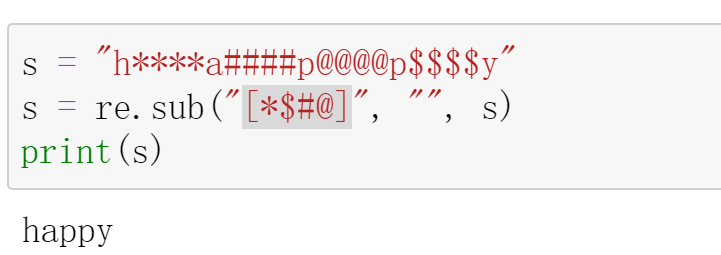 s = "h****a####p@@@@p$$$$y"
s = re.sub("[*$#@]", "", s)
print(s)
happy